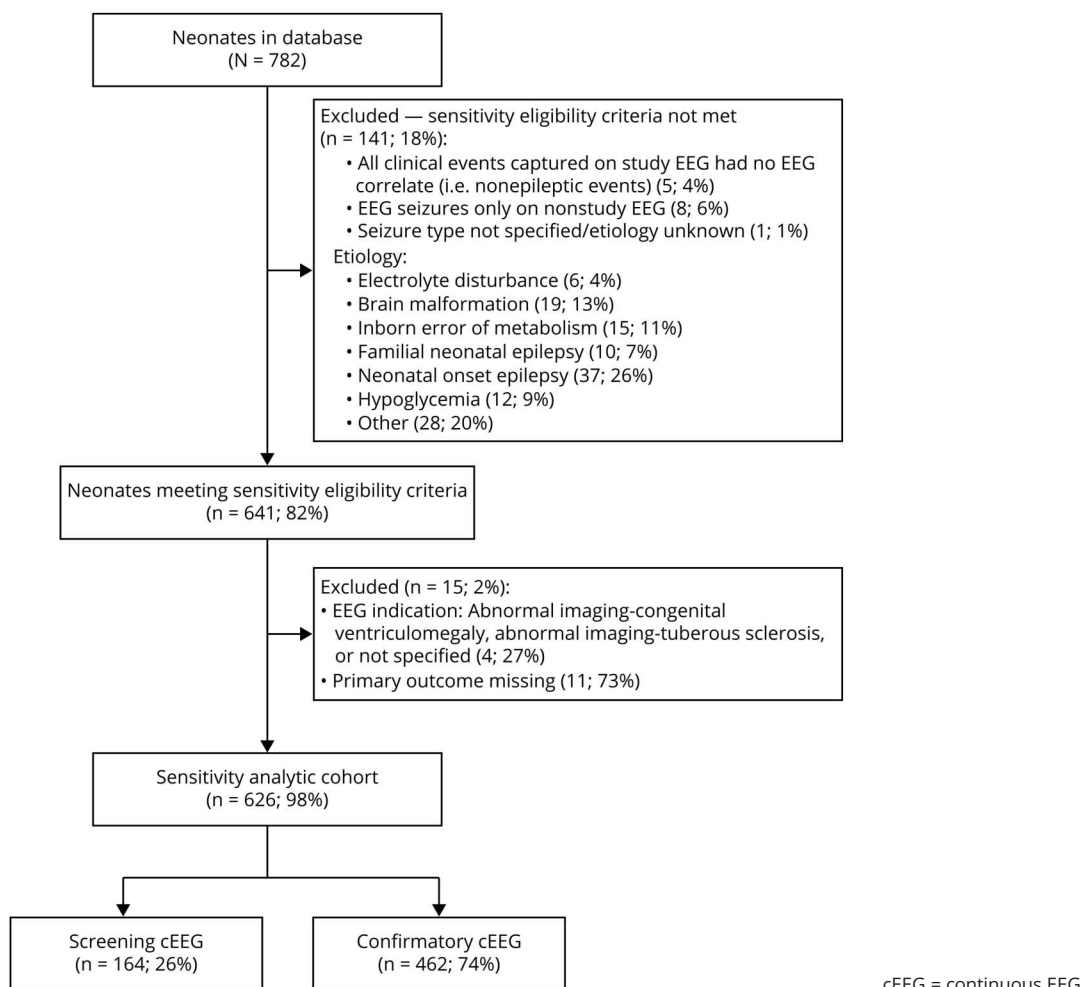 Neonates in database
(N = 782)
Excluded — sensitivity eligibility criteria not met
(n = 141; 18%):
• All clinical events captured on study EEG had no EEG
correlate (i.e. nonepileptic events) (5; 4%)
• EEG seizures only on nonstudy EEG (8; 6%)
• Seizure type not specified/etiology unknown (1; 1%)
Etiology:
• Electrolyte disturbance (6; 4%)
• Brain malformation (19; 13%)
• Inborn error of metabolism (15; 11%)
• Familial neonatal epilepsy (10; 7%)
• Neonatal onset epilepsy (37; 26%)
• Hypoglycemia (12; 9%)
• Other (28; 20%)
Neonates meeting sensitivity eligibility criteria
(n = 641; 82%)
Excluded (n = 15; 2%):
• EEG indication: Abnormal imaging-congenital
ventriculomegaly, abnormal imaging-tuberous sclerosis,
or not specified (4; 27%)
• Primary outcome missing (11; 73%)
Sensitivity analytic cohort
(n = 626; 98%)
Screening cEEG
(n = 164; 26%)
Confirmatory cEEG
(n = 462; 74%)
cEEG = continuous EEG